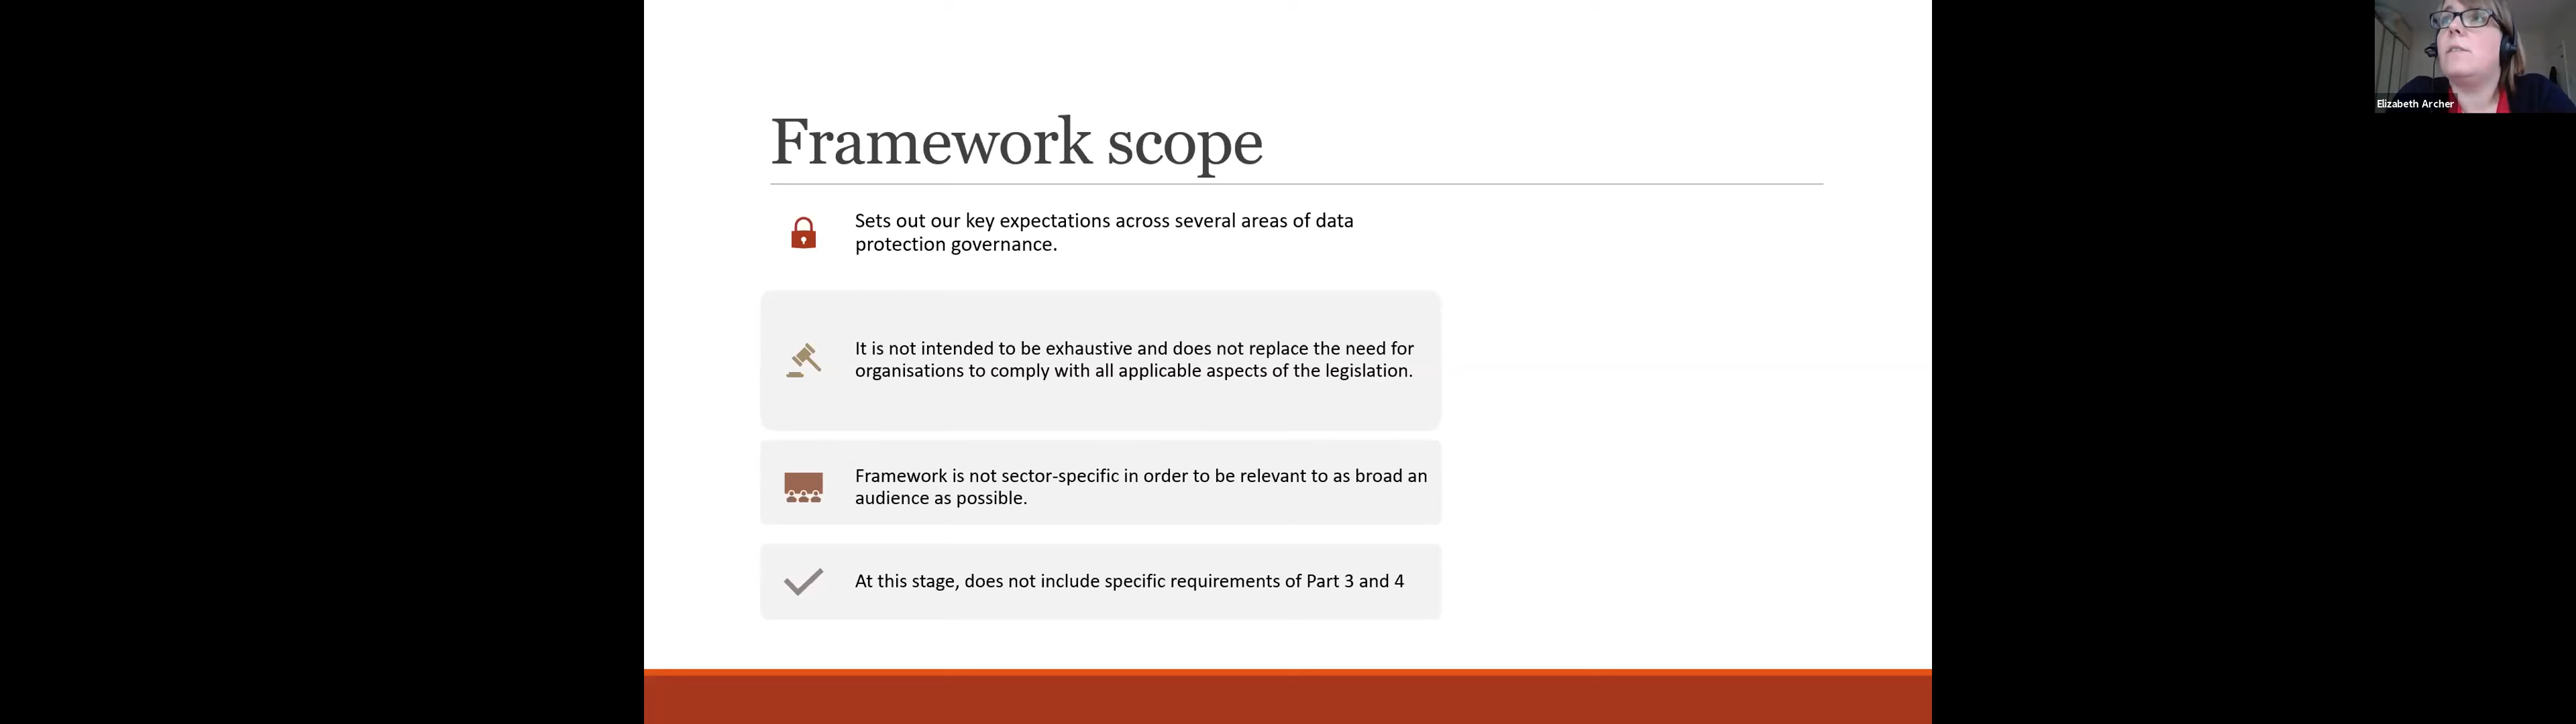 Elizabeth Archer
Framework scope
Sets out our key expectations across several areas of data
protection governance.
It is not intended to be exhaustive and does not replace the need for
organisations to comply with all applicable aspects of the legislation.
Framework is not sector-specific in order to be relevant to as broad an
audience as possible.
At this stage, does not include specific requirements of Part 3 and 4